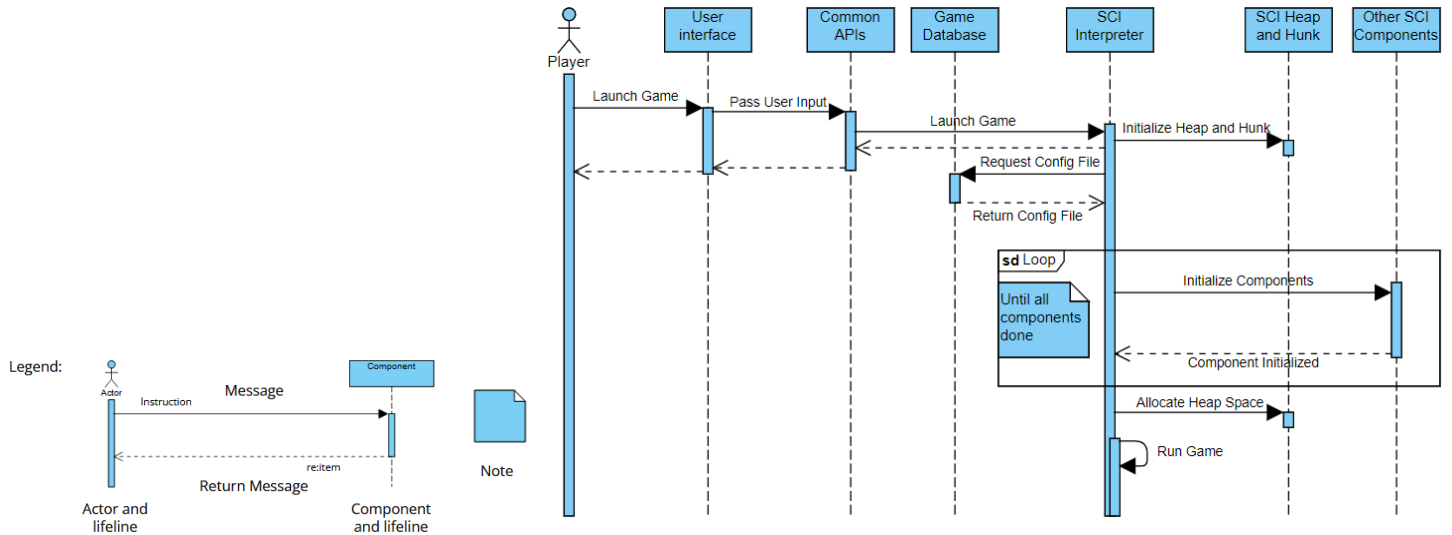 Player
User
interface
Common
APIs
Game
Database
SCI
Interpreter
SCI Heap
and Hunk
Other SCI
Components
Launch Game
Pass User Input
Launch Game
Initialize Heap and Hunk
Request Config File
Return Config File
sd Loop
Until all
components
done
Initialize Components
Component Initialized
Allocate Heap Space
Run Game
Legend:
Actor
Component
Message
Instruction
re:item
Return Message
Note
Actor and
lifeline
Component
and lifeline